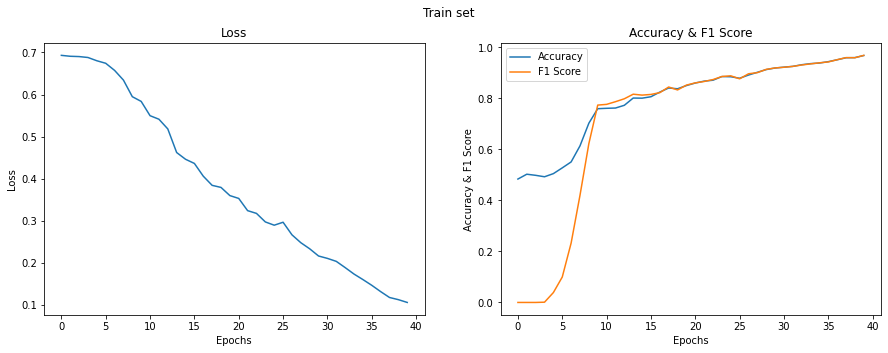 Train set
Loss
0.7
0.6
0.5
0.4
0.3
0.2
0.1
Loss
0 5 10 15 20 25 30 35 40
Epochs
Accuracy & F1 Score
Accuracy
F1 Score
1.0
0.8
0.6
0.4
0.2
0.0
Accuracy & F1 Score
0 5 10 15 20 25 30 35 40
Epochs